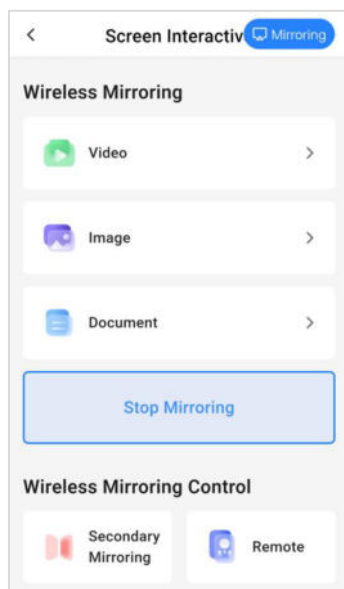 Screen Interactiv
Mirroring
Wireless Mirroring
Video
Image
Document
Stop Mirroring
Wireless Mirroring Control
Secondary
Mirroring
Remote